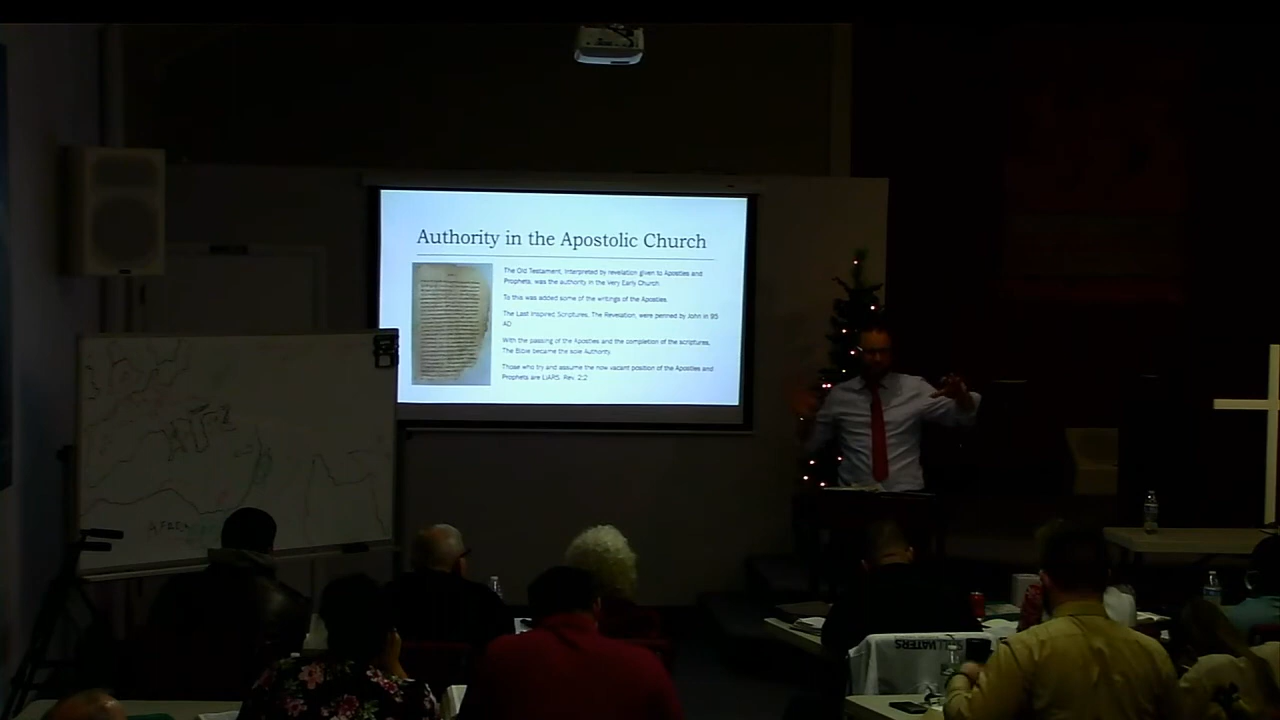 Authority in the Apostolic Church
The Old Testament, interpreted by revelation given to Apostles and
Prophets, was the authority in the Very Early Church.
To this was added some of the writings of the Apostles.
The Last Inspired Scriptures, The Revelation, were penned by John in 95
AD
With the passing of the Apostles and the completion of the scriptures,
The Bible became the sole Authority.
Those who try and assume the now vacant position of the Apostles and
Prophets are LIARS. Rev. 2:2
WATERS